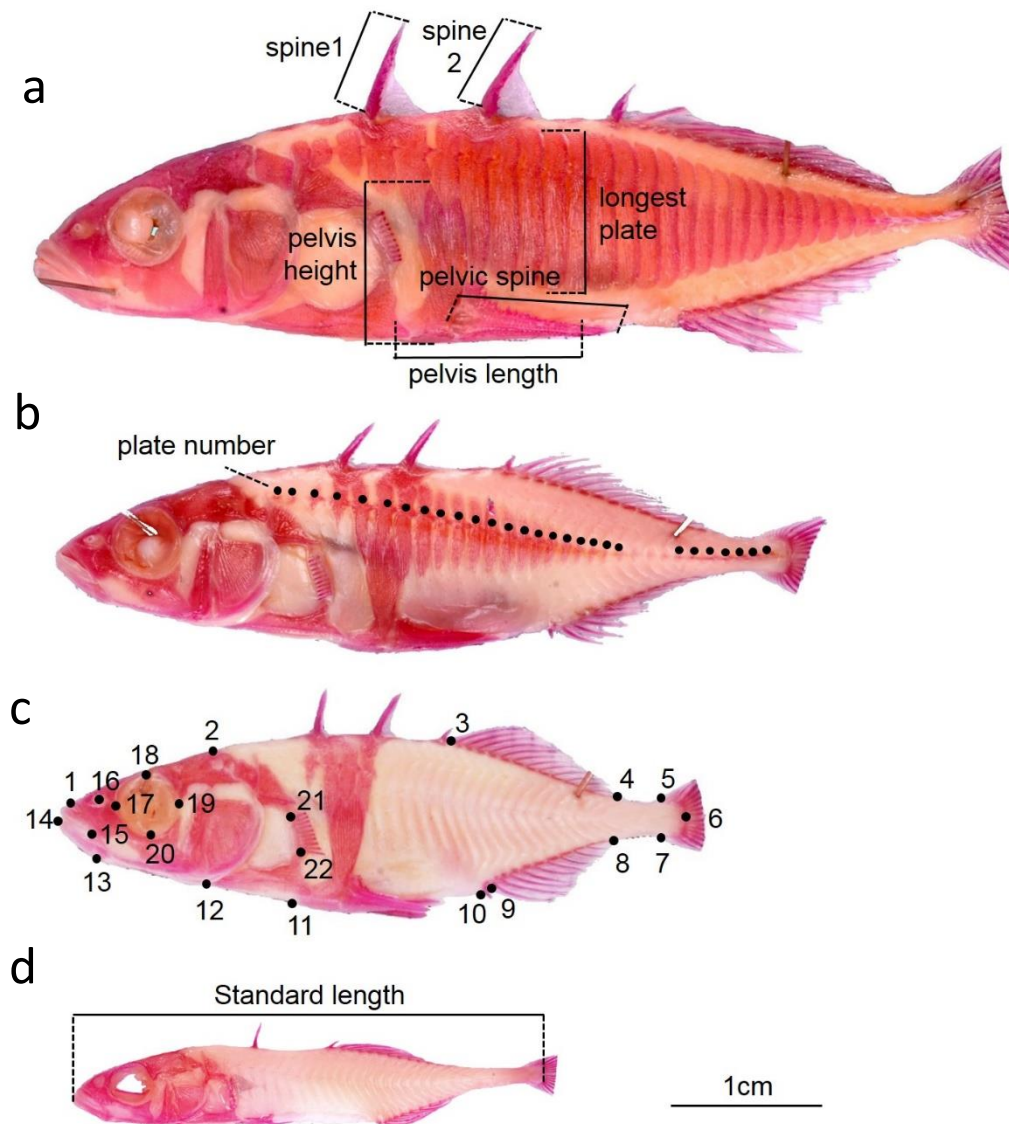 a
spine1
spine
2
longest
plate
pelvis
height
pelvic spine
pelvis length
b
plate number
c
1
2
3
4
5
6
7
8
9
10
11
12
13
14
15
16
17
18
19
20
21
22
d
Standard length
1cm